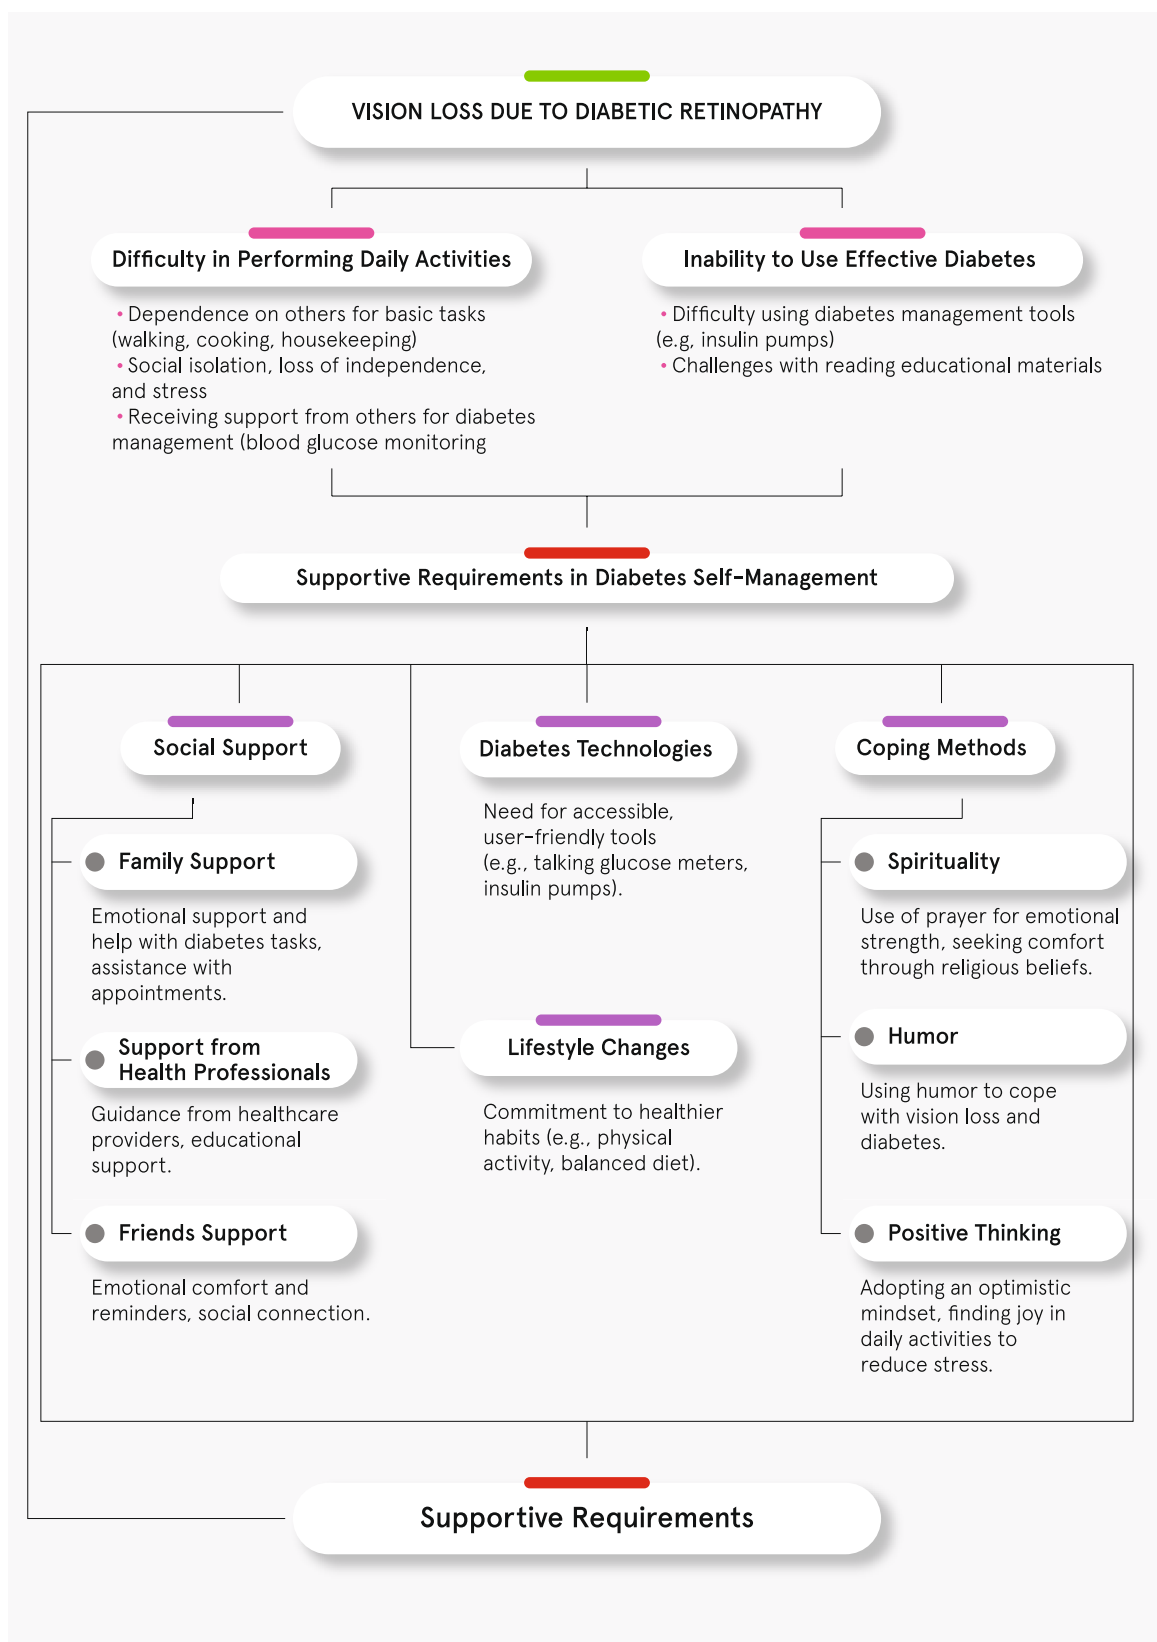 VISION LOSS DUE TO DIABETIC RETINOPATHY
Difficulty in Performing Daily Activities
• Dependence on others for basic tasks
(walking, cooking, housekeeping)
• Social isolation, loss of independence,
and stress
• Receiving support from others for diabetes
management (blood glucose monitoring
Inability to Use Effective Diabetes
• Difficulty using diabetes management tools
(e.g, insulin pumps)
• Challenges with reading educational materials
Supportive Requirements in Diabetes Self-Management
Social Support
Family Support
Emotional support and
help with diabetes tasks,
assistance with
appointments.
Support from
Health Professionals
Guidance from healthcare
providers, educational
support.
Friends Support
Emotional comfort and
reminders, social connection.
Diabetes Technologies
Need for accessible,
user-friendly tools
(e.g., talking glucose meters,
insulin pumps).
Lifestyle Changes
Commitment to healthier
habits (e.g., physical
activity, balanced diet).
Coping Methods
Spirituality
Use of prayer for emotional
strength, seeking comfort
through religious beliefs.
Humor
Using humor to cope
with vision loss and
diabetes.
Positive Thinking
Adopting an optimistic
mindset, finding joy in
daily activities to
reduce stress.
Supportive Requirements